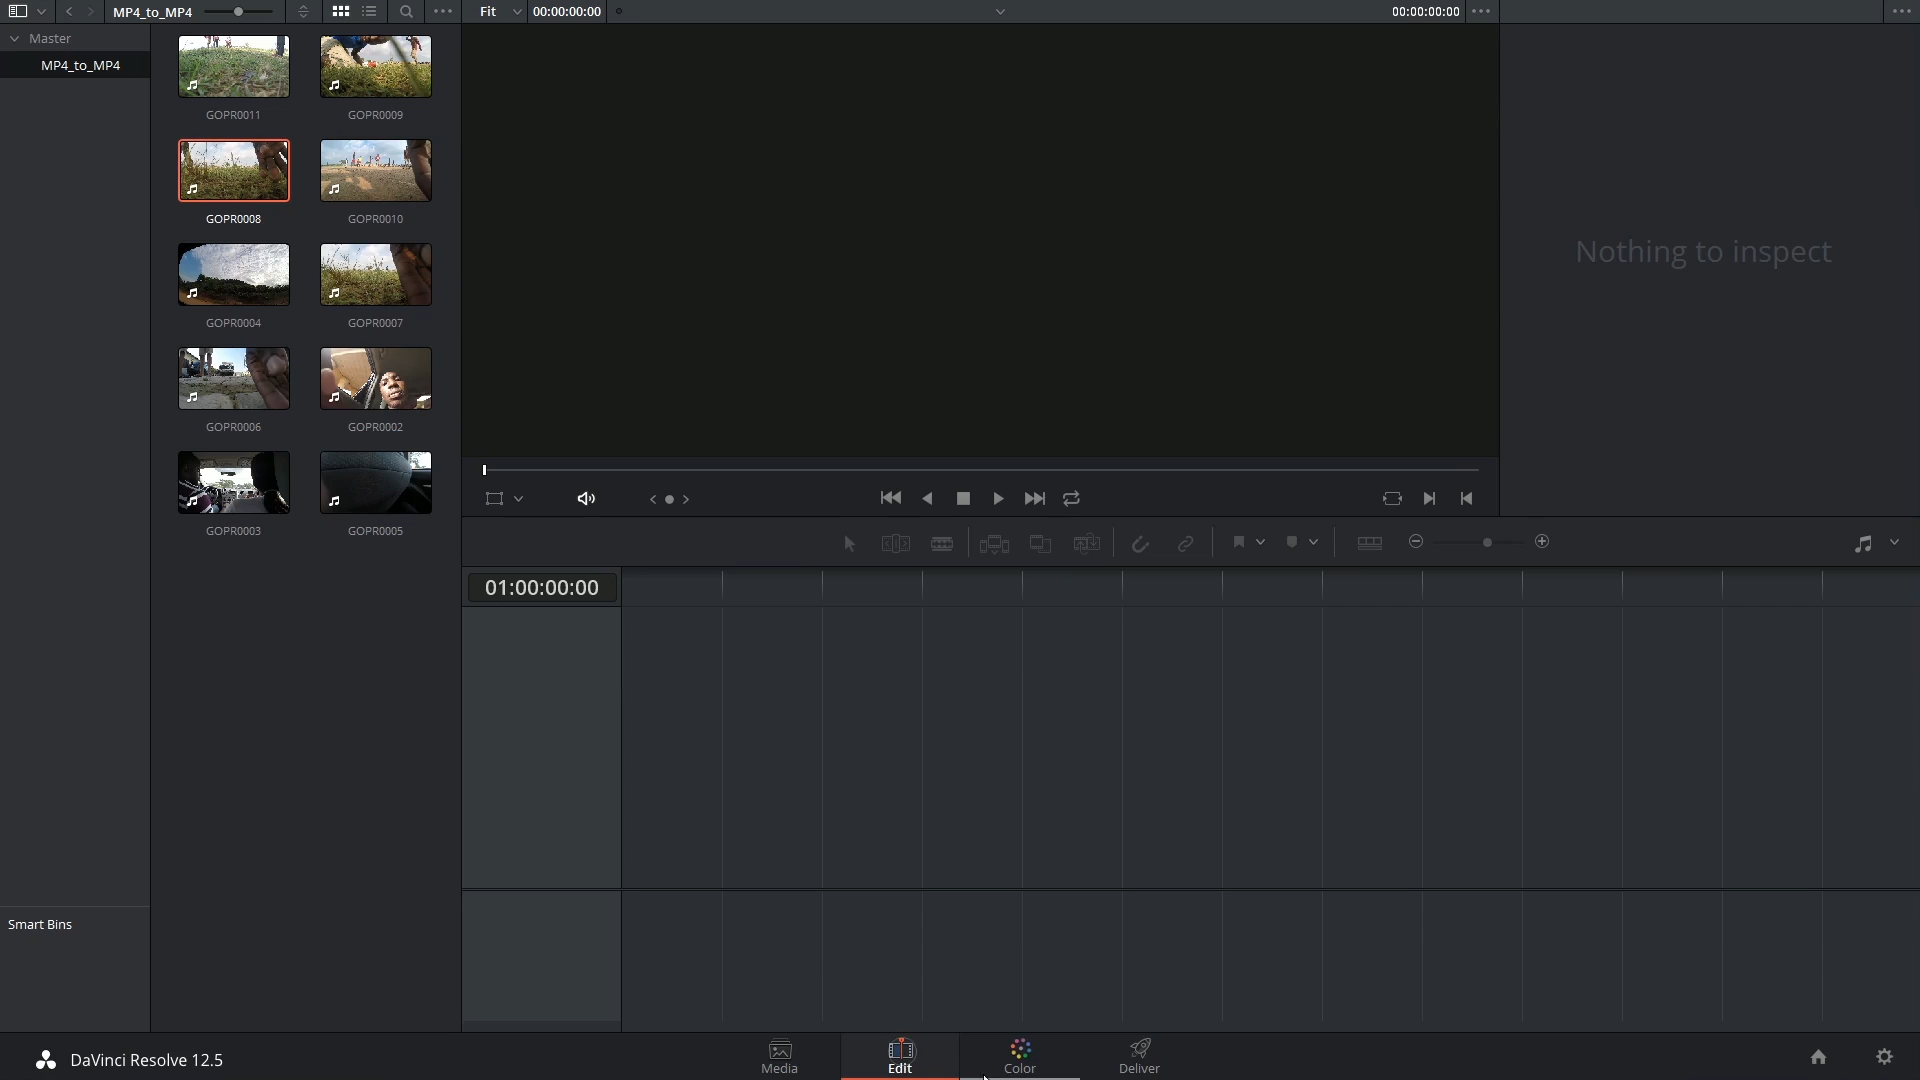 MP4_to_MP4
Fit
00:00:00:00
00:00:00:00
Master
MP4_to_MP4
GOPR0011
GOPR0009
GOPR0008
GOPR0010
GOPR0004
GOPR0007
GOPR0006
GOPR0002
GOPR0003
GOPR0005
Nothing to inspect
01:00:00:00
Smart Bins
DaVinci Resolve 12.5
Media
Edit
Color
Deliver